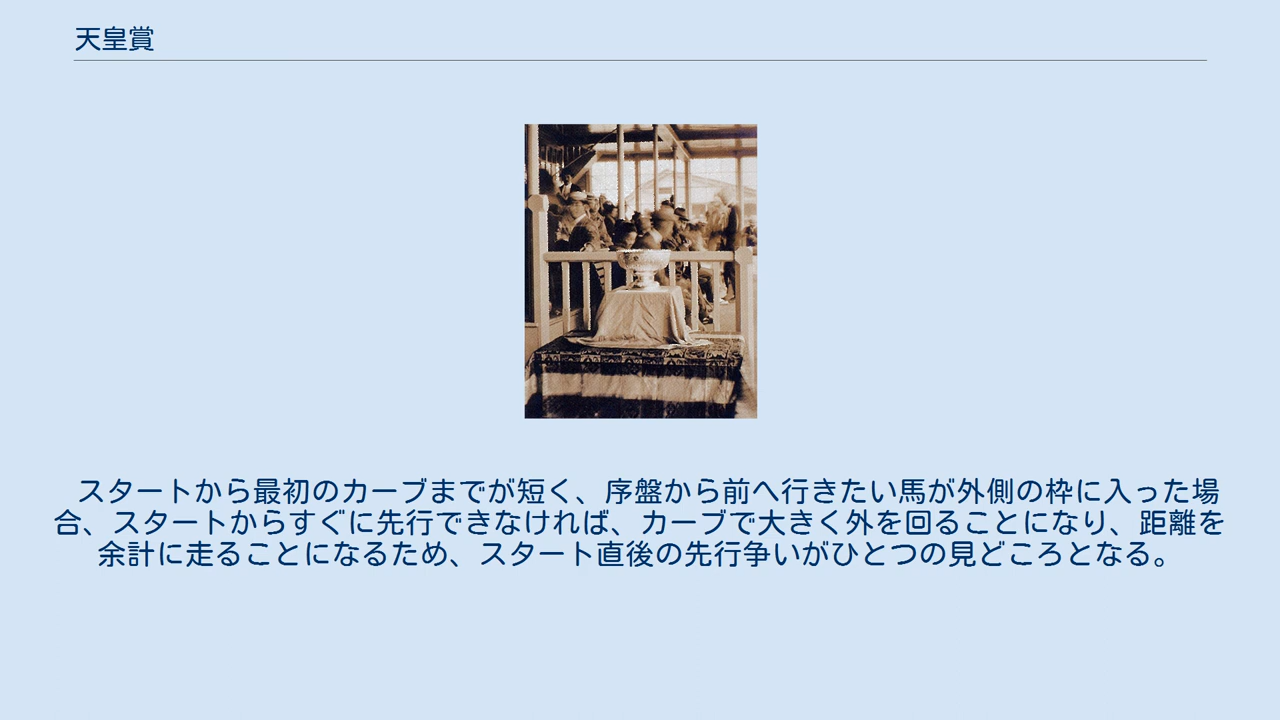 天皇賞
スタートから最初のカーブまでが短く、序盤から前へ行きたい馬が外側の枠に入った場
合、スタートからすぐに先行できなければ、カーブで大きく外を回ることになり、距離を
余計に走ることになるため、スタート直後の先行争いがひとつの見どころとなる。